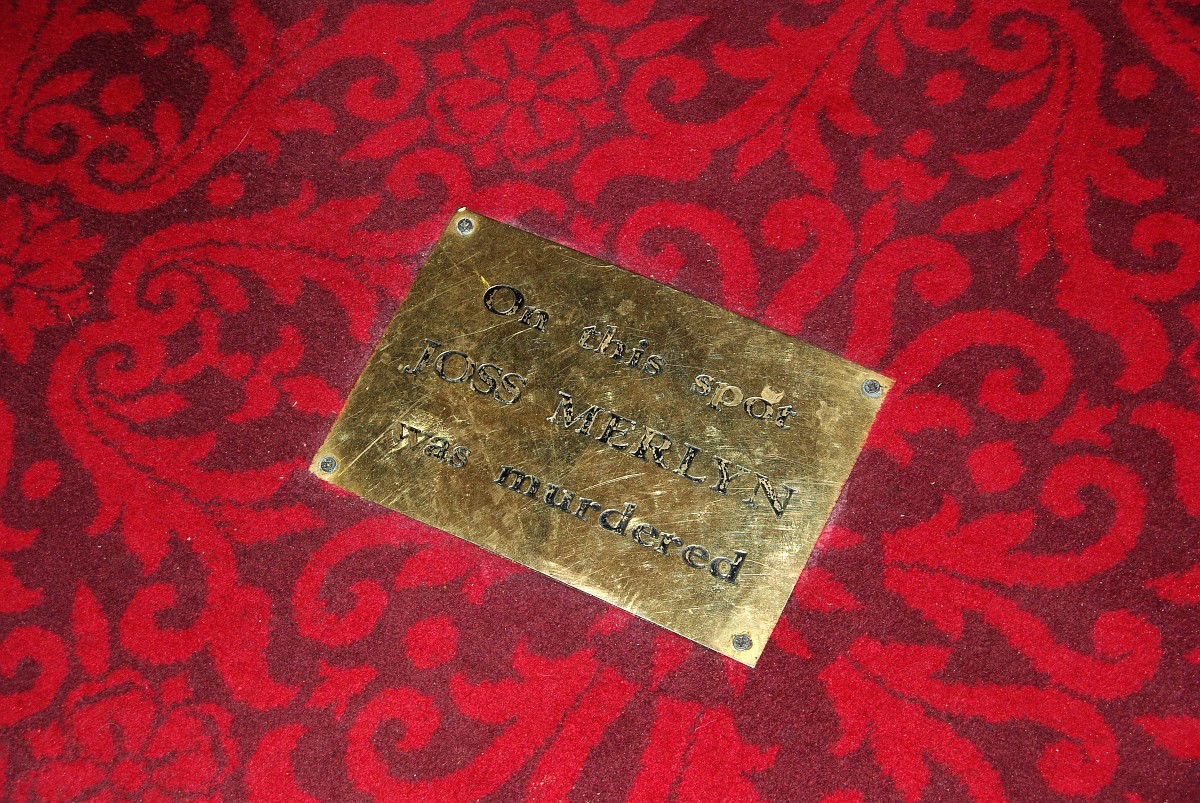 On this spot
JOSS MERLYN
was murdered